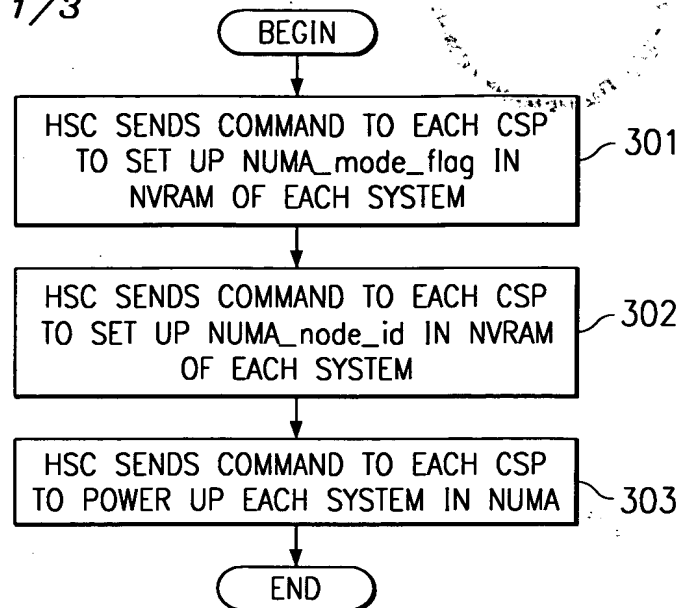 1/3
BEGIN
HSC SENDS COMMAND TO EACH CSP
TO SET UP NUMA_mode_flag IN
NVRAM OF EACH SYSTEM
301
HSC SENDS COMMAND TO EACH CSP
TO SET UP NUMA_node_id IN NVRAM
OF EACH SYSTEM
302
HSC SENDS COMMAND TO EACH CSP
TO POWER UP EACH SYSTEM IN NUMA
303
END